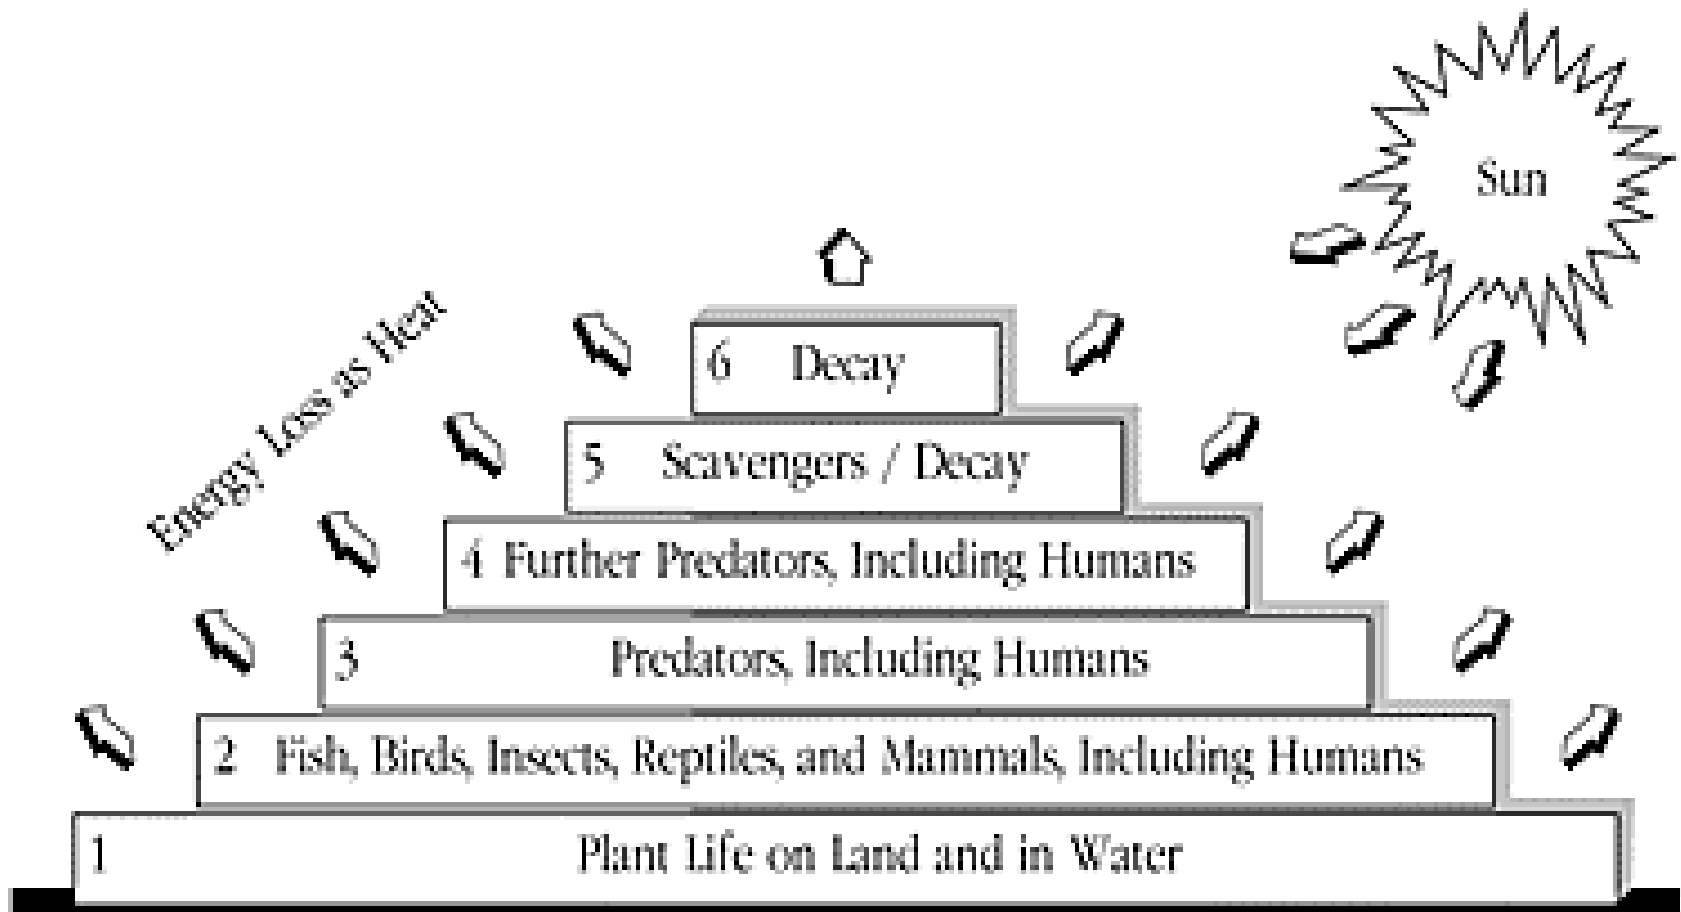 Sun
Energy Loss as Heat
6 Decay
5 Scavengers / Decay
4 Further Predators, Including Humans
3 Predators, Including Humans
2 Fish, Birds, Insects, Reptiles, and Mammals, Including Humans
1 Plant Life on Land and in Water